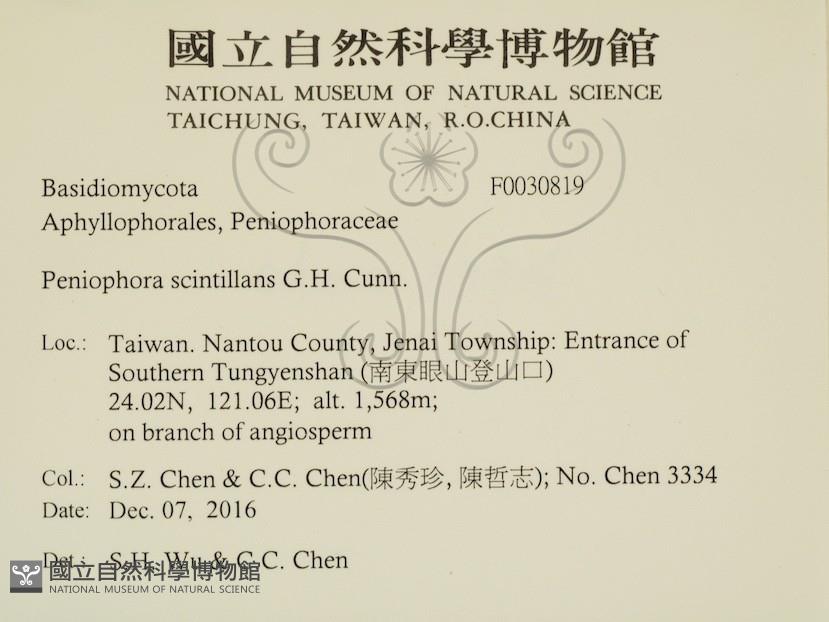 國立自然科學博物館
NATIONAL MUSEUM OF NATURAL SCIENCE
TAICHUNG, TAIWAN, R.O.CHINA
Basidiomycota F0030819
Aphyllophorales, Peniophoraceae
Peniophora scintillans G.H. Cunn.
Loc.: Taiwan. Nantou County, Jenai Township: Entrance of
Southern Tungyenshan (南東眼山登山口)
24.02N, 121.06E; alt. 1,568m;
on branch of angiosperm
Col.: S.Z. Chen & C.C. Chen(陳秀珍, 陳哲志); No. Chen 3334
Date: Dec. 07, 2016
Det.: S.H. Wu & C.C. Chen
國立自然科學博物館
NATIONAL MUSEUM OF NATURAL SCIENCE